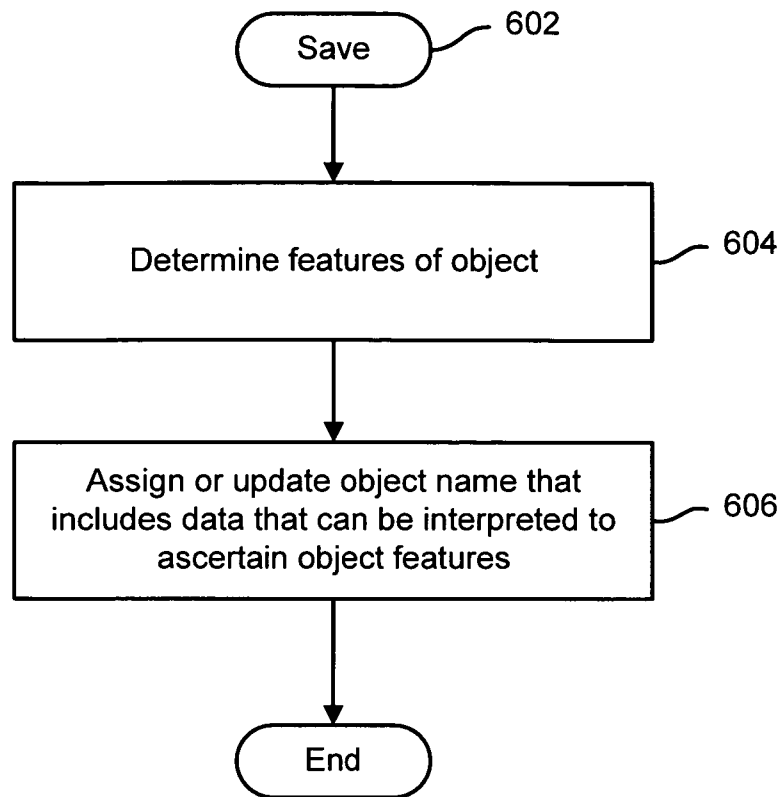 Save
602
Determine features of object
604
Assign or update object name that
includes data that can be interpreted to
ascertain object features
606
End